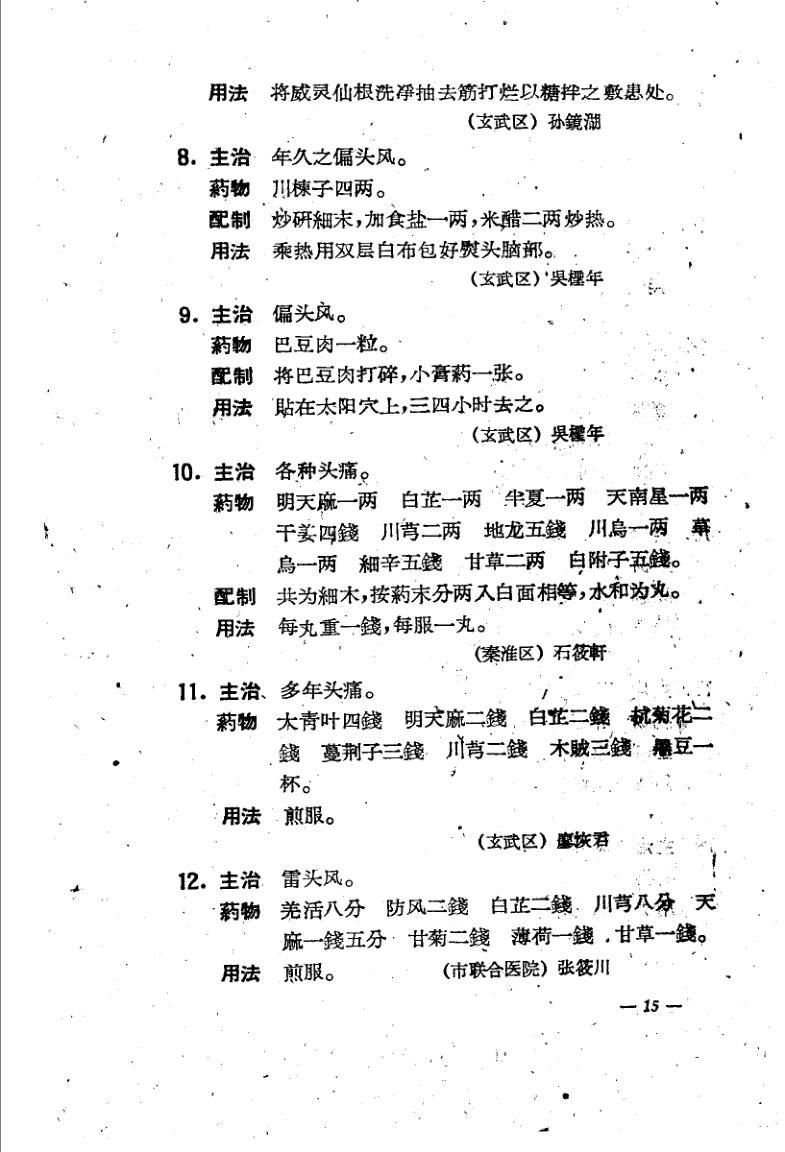 用法 将威灵仙根洗净抽去筋打烂以糖拌之敷患处。
(玄武区) 孙鏡湖
8. 主治 年久之偏头风。
葯物 川楝子四两。
配制 炒研細末,加食盐一两,米醋二两炒热。
用法 乘热用双层白布包好熨头脑部。
(玄武区) 吳樫年
9. 主治 偏头风。
葯物 巴豆肉一粒。
配制 将巴豆肉打碎,小膏葯一张。
用法 貼在太阳穴上,三四小时去之。
(玄武区) 吳樫年
10. 主治 各种头痛。
葯物 明天麻一两 白芷一两 半夏一两 天南星一两
干姜四錢 川芎二两 地龙五錢 川烏一两 草
烏一两 細辛五錢 甘草二两 白附子五錢。
配制 共为細末,按葯末分两入白面相等,水和为丸。
用法 每丸重一錢,每服一丸。
(秦淮区) 石筱軒
11. 主治 多年头痛。
葯物 大青叶四錢 明天麻二錢 白芷二錢 杭菊花二
錢 蔓荆子三錢 川芎二錢 木賊三錢 黑豆一
杯。
用法 煎服。
(玄武区) 廖恢君
12. 主治 雷头风。
葯物 羌活八分 防风二錢 白芷二錢 川芎八分 天
麻一錢五分 甘菊二錢 薄荷一錢 甘草一錢。
用法 煎服。 (市联合医院) 张筱川
— 15 —